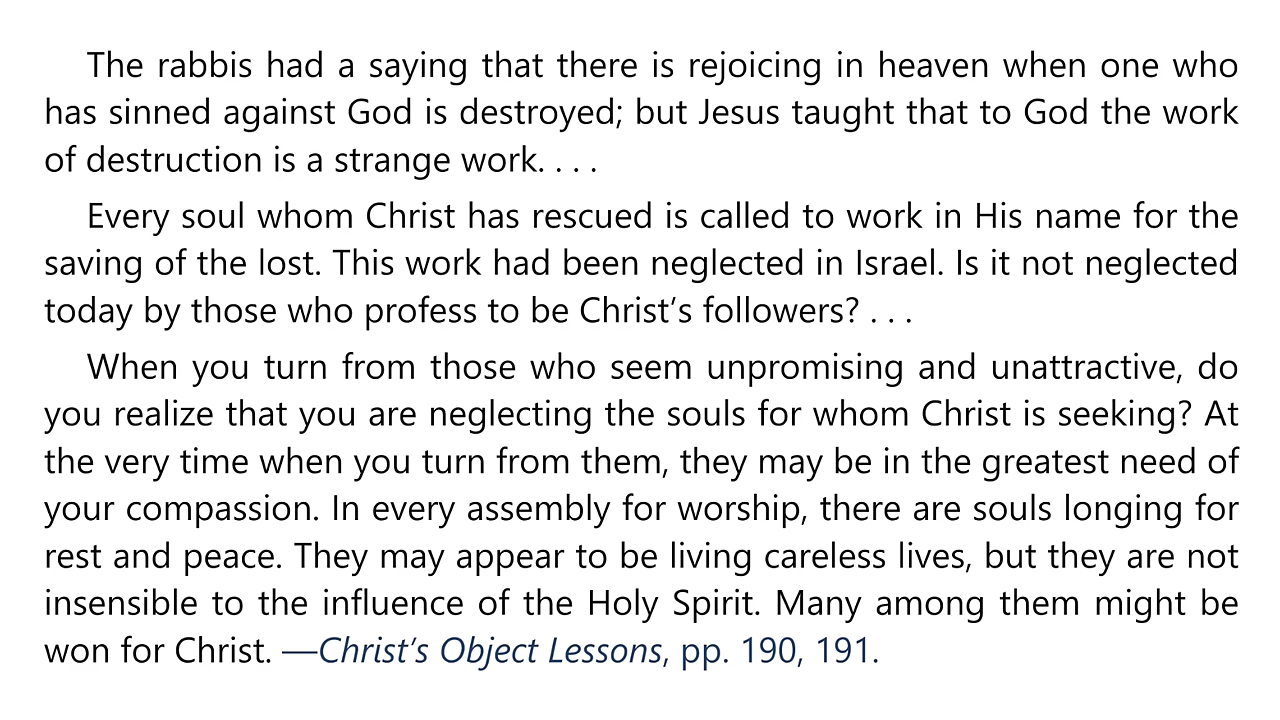 The rabbis had a saying that there is rejoicing in heaven when one who
has sinned against God is destroyed; but Jesus taught that to God the work
of destruction is a strange work. . . .
Every soul whom Christ has rescued is called to work in His name for the
saving of the lost. This work had been neglected in Israel. Is it not neglected
today by those who profess to be Christ’s followers? . . .
When you turn from those who seem unpromising and unattractive, do
you realize that you are neglecting the souls for whom Christ is seeking? At
the very time when you turn from them, they may be in the greatest need of
your compassion. In every assembly for worship, there are souls longing for
rest and peace. They may appear to be living careless lives, but they are not
insensible to the influence of the Holy Spirit. Many among them might be
won for Christ. —Christ’s Object Lessons, pp. 190, 191.